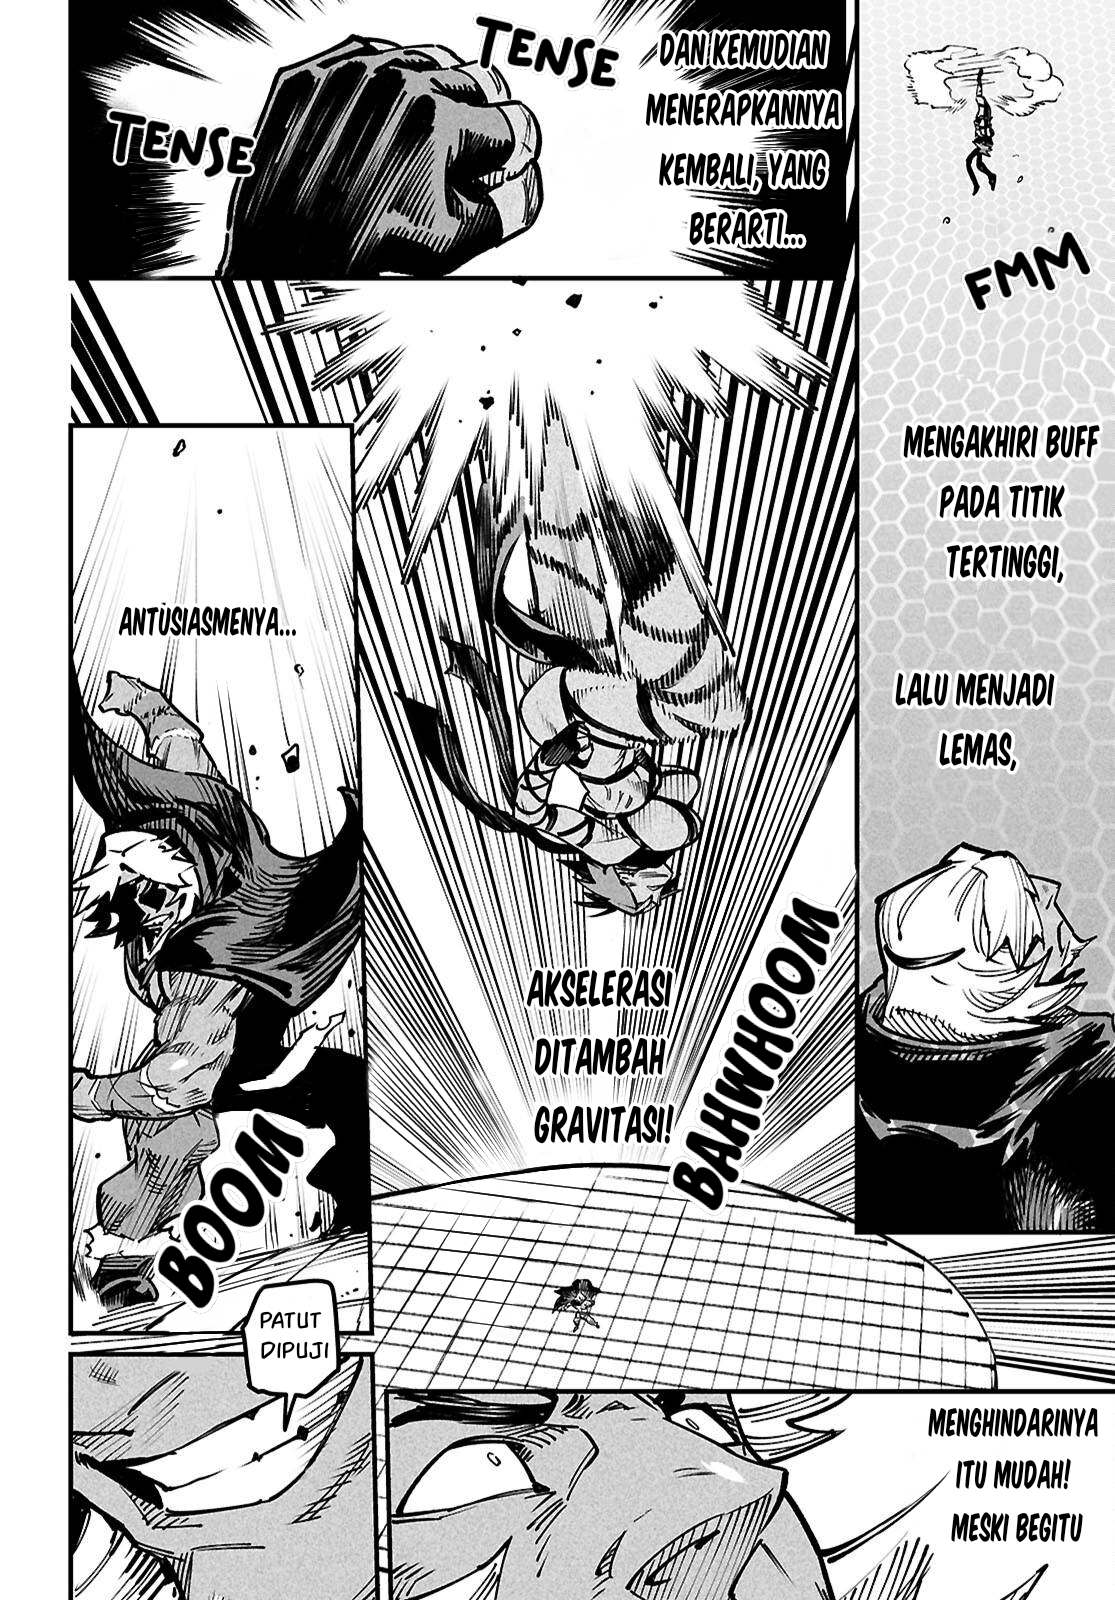 FMM
MENGAKHIRI BUFF
PADA TITIK
TERTINGGI,
LALU MENJADI
LEMAS,
DAN KEMUDIAN
MENERAPKANNYA
KEMBALI, YANG
BERARTI...
TENSE
TENSE
AKSELERASI
DITAMBAH
GRAVITASI!
BAHWHOOM
MENGHINDARINYA
ITU MUDAH!
MESKI BEGITU
ANTUSIASMENYA...
BOOM
PATUT
DIPUJI